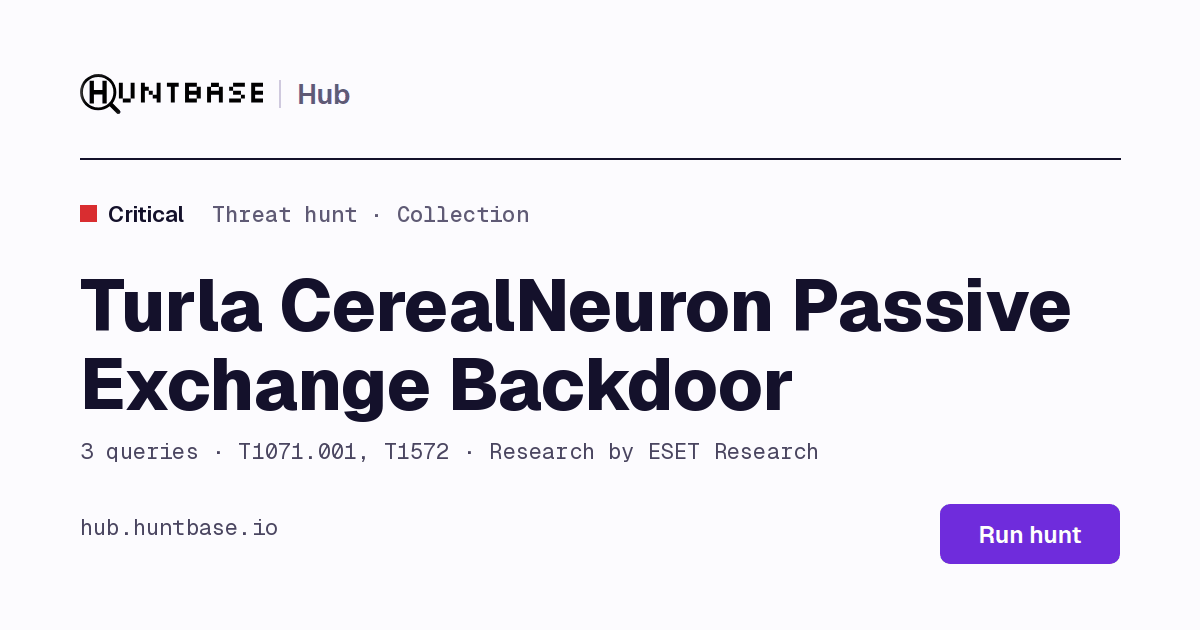 HUNTBASE Hub
Critical Threat hunt · Collection
Turla CerealNeuron Passive
Exchange Backdoor
3 queries · T1071.001, T1572 · Research by ESET Research
hub.huntbase.io
Run hunt